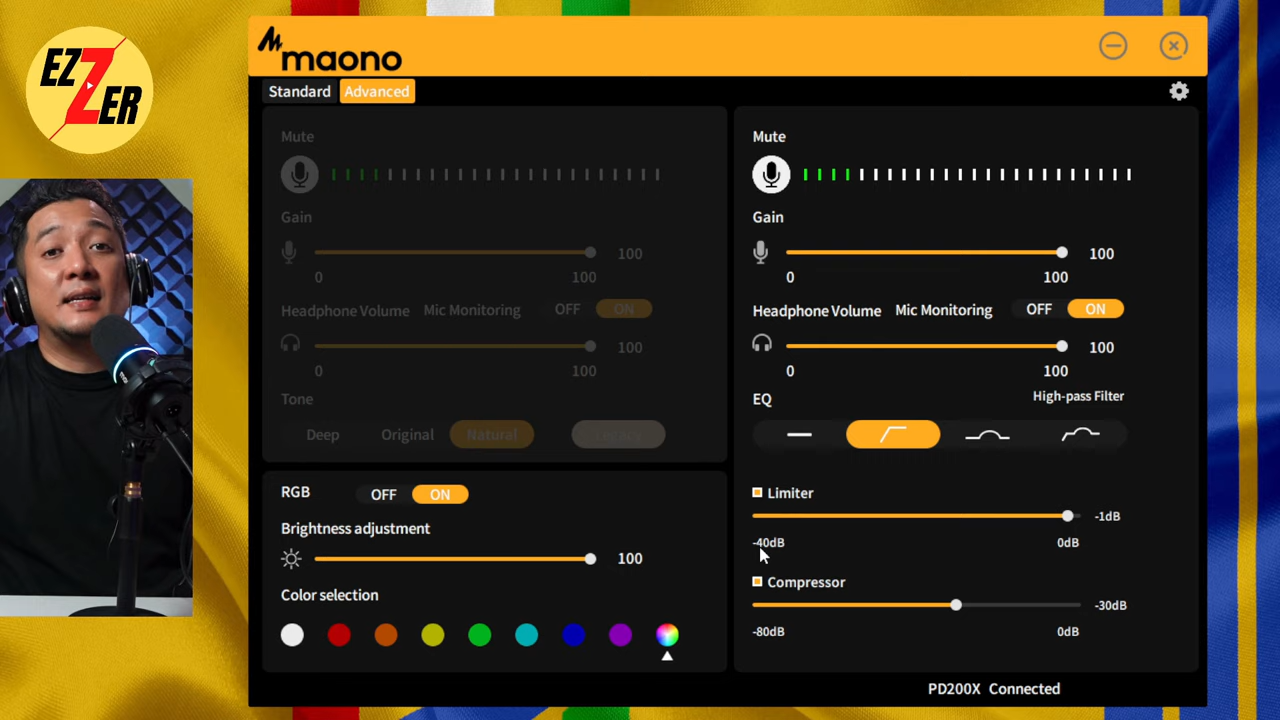 EZZER
maono
Standard Advanced
Mute
Gain
100
0 100
Headphone Volume Mic Monitoring OFF ON
100
0 100
Tone
Deep Original Natural Legacy
RGB OFF ON
Brightness adjustment
100
Color selection
Mute
Gain
100
0 100
Headphone Volume Mic Monitoring OFF ON
100
0 100
EQ High-pass Filter
Limiter
-1dB
-40dB 0dB
Compressor
-30dB
-80dB 0dB
PD200X Connected